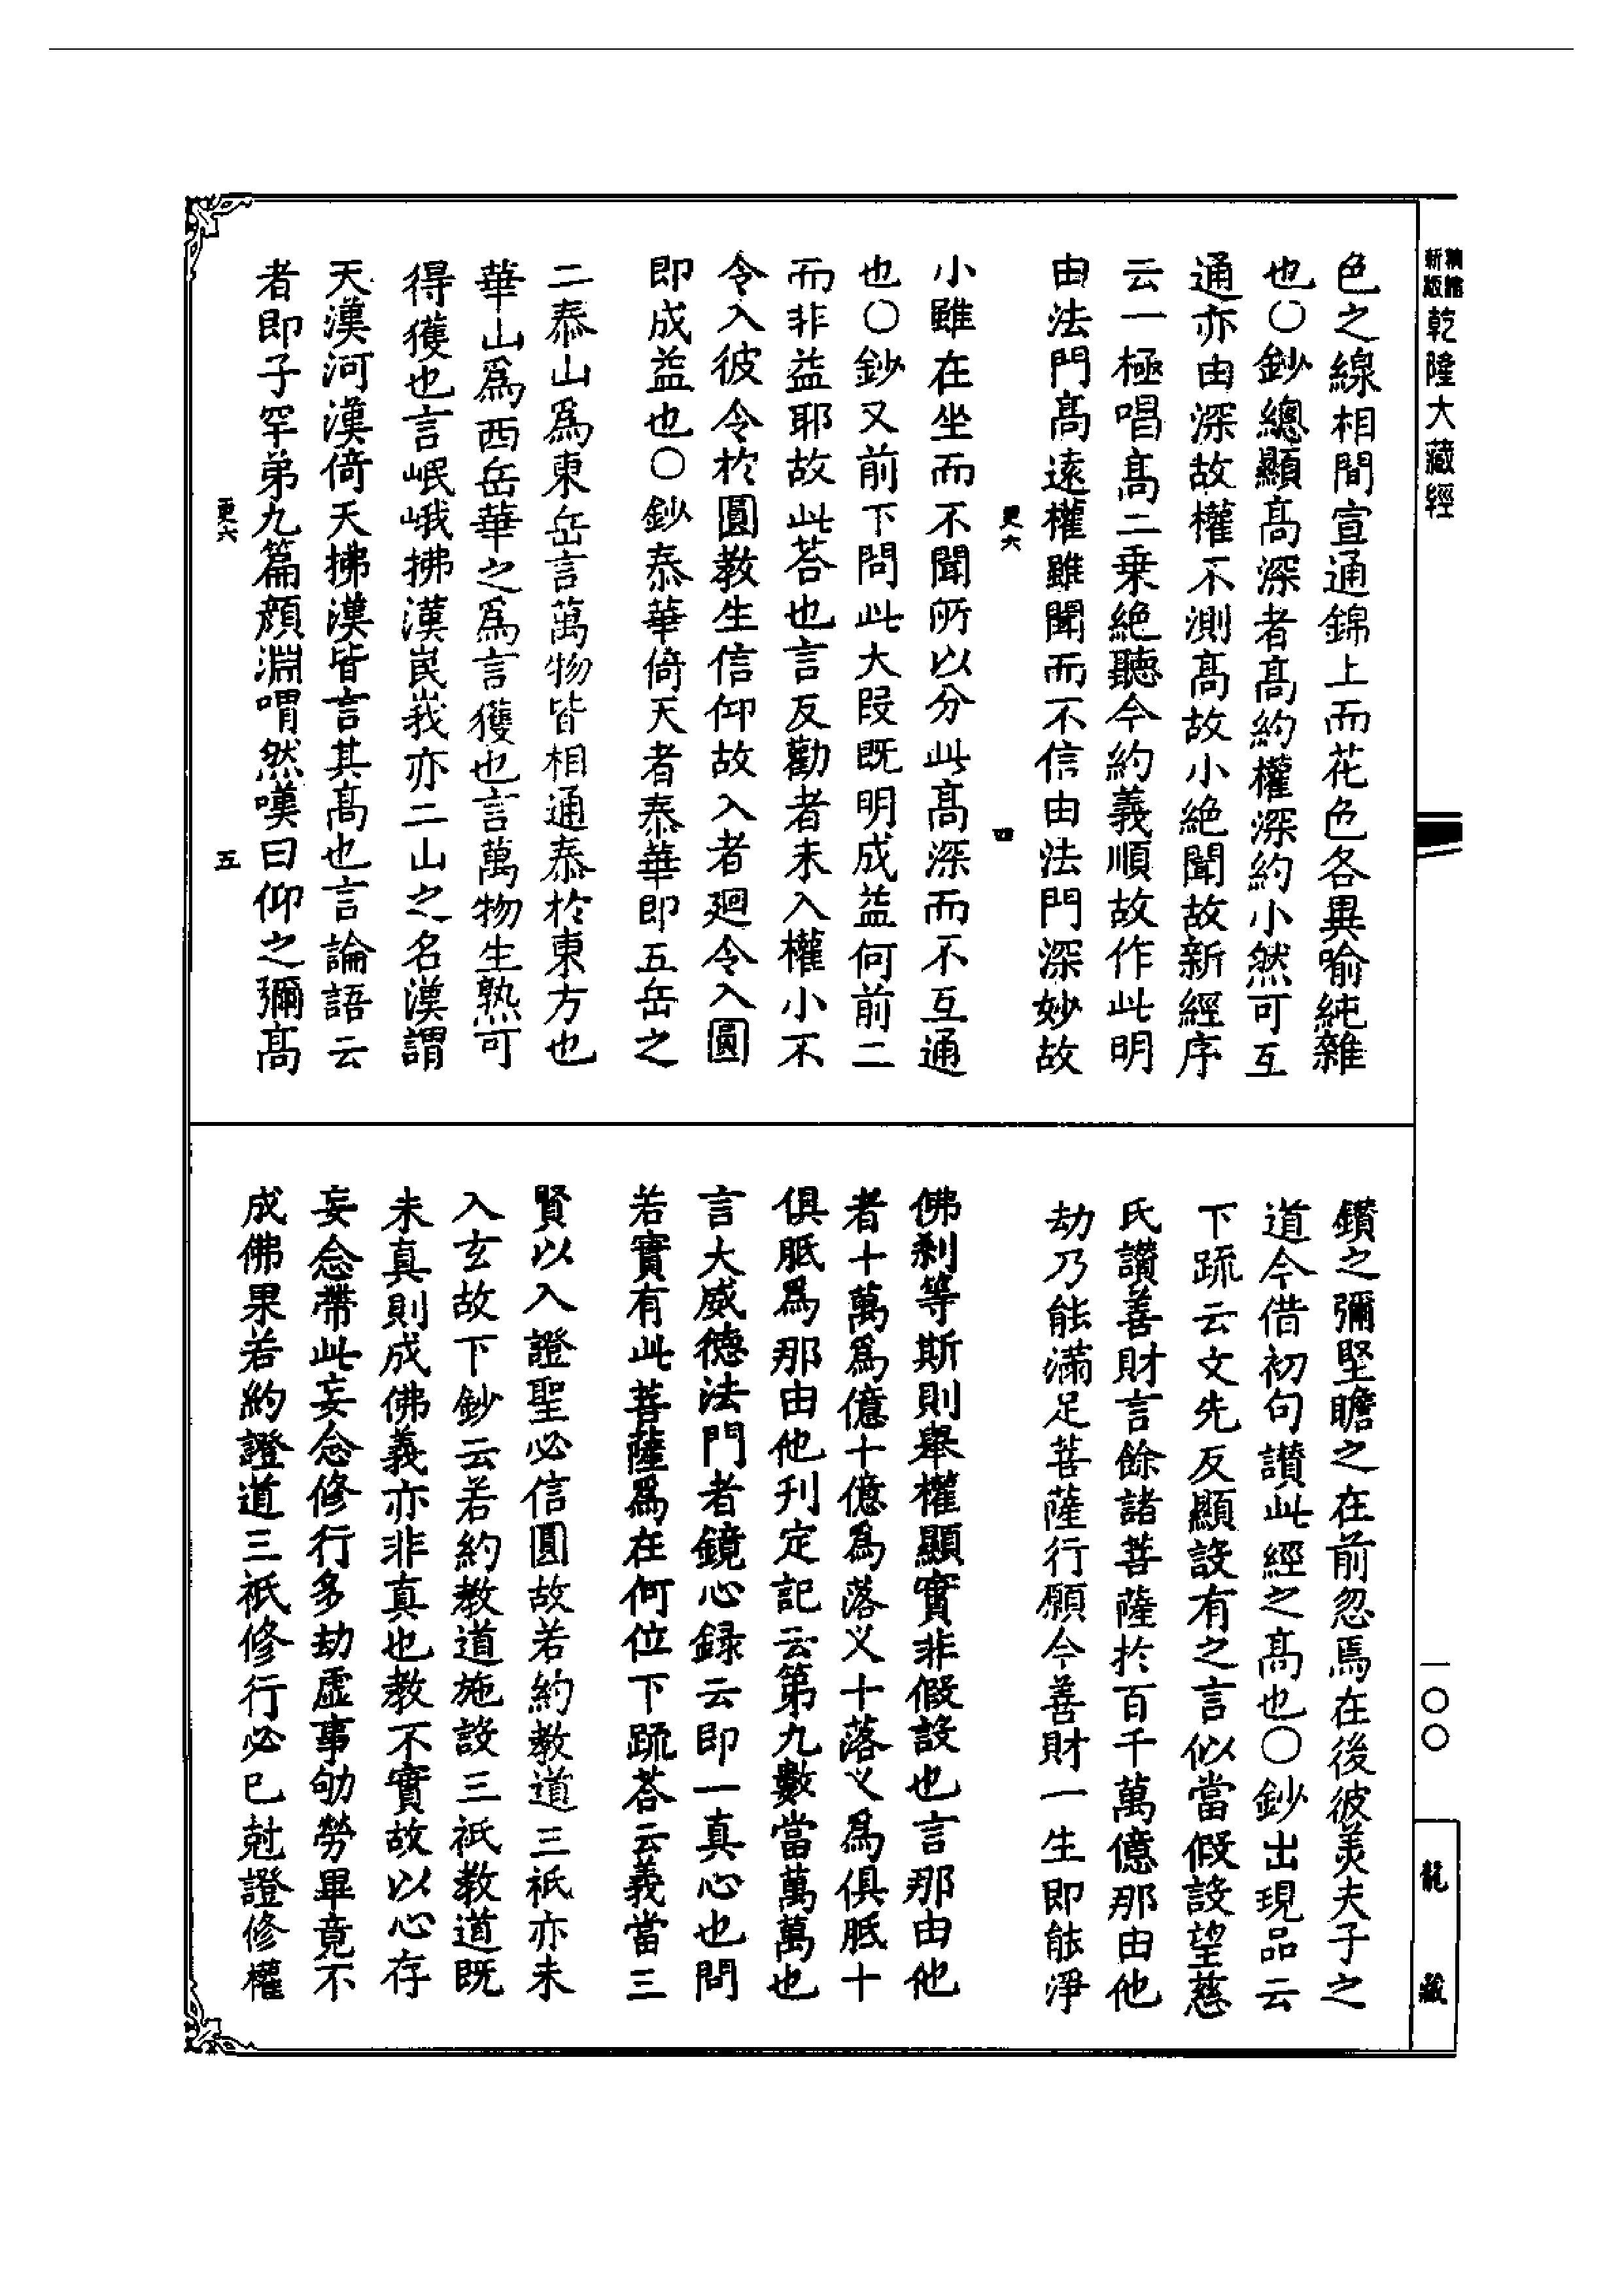 精縮新版乾隆大藏經
色之線相間宣通錦上而花色各異喻純雜
也〇鈔總顯高深者高約權深約小然可互
通亦由深故權不測高故小絕聞故新經序
云一極唱高二乗絶聽今約義順故作此明
由法門高遠權雖聞而不信由法門深妙故
更六 四
小雖在坐而不聞所以分此高深而不互通
也〇鈔又前下問此大段既明成益何前二
而非益耶故此荅也言反勸者未入權小不
令入彼令於圓教生信仰故入者廻令入圓
即成益也〇鈔泰華倚天者泰華即五岳之
二泰山爲東岳言萬物皆相通泰於東方也
華山爲西岳華之爲言獲也言萬物生熟可
得獲也言岷峨拂漢峎峩亦二山之名漢謂
天漢河漢倚天拂漢皆言其高也言論語云
者即子罕弟九篇顏淵喟然嘆曰仰之彌高
更六 五
鑽之彌堅瞻之在前忽焉在後彼美夫子之
道今借初句讃此經之高也〇鈔出現品云
下䟽云文先反顯設有之言似當假設望慈
氏讃善財言餘諸菩薩於百千萬億那由他
劫乃能滿足菩薩行願今善財一生即能淨
佛刹等斯則舉權顯實非假設也言那由他
者十萬爲億十億爲落义十落义爲俱胝十
俱胝爲那由他刊定記云第九數當萬萬也
言大威德法門者鏡心録云即一真心也問
若實有此菩薩爲在何位下䟽荅云義當三
賢以入證聖必信圓故若約教道三祇亦未
入玄故下鈔云若約教道施設三祇教道既
未真則成佛義亦非真也教不實故以心存
妄念帶此妄念修行多劫虛事劬勞畢竟不
成佛果若約證道三祇修行必已尅證修權
一〇〇
龍藏